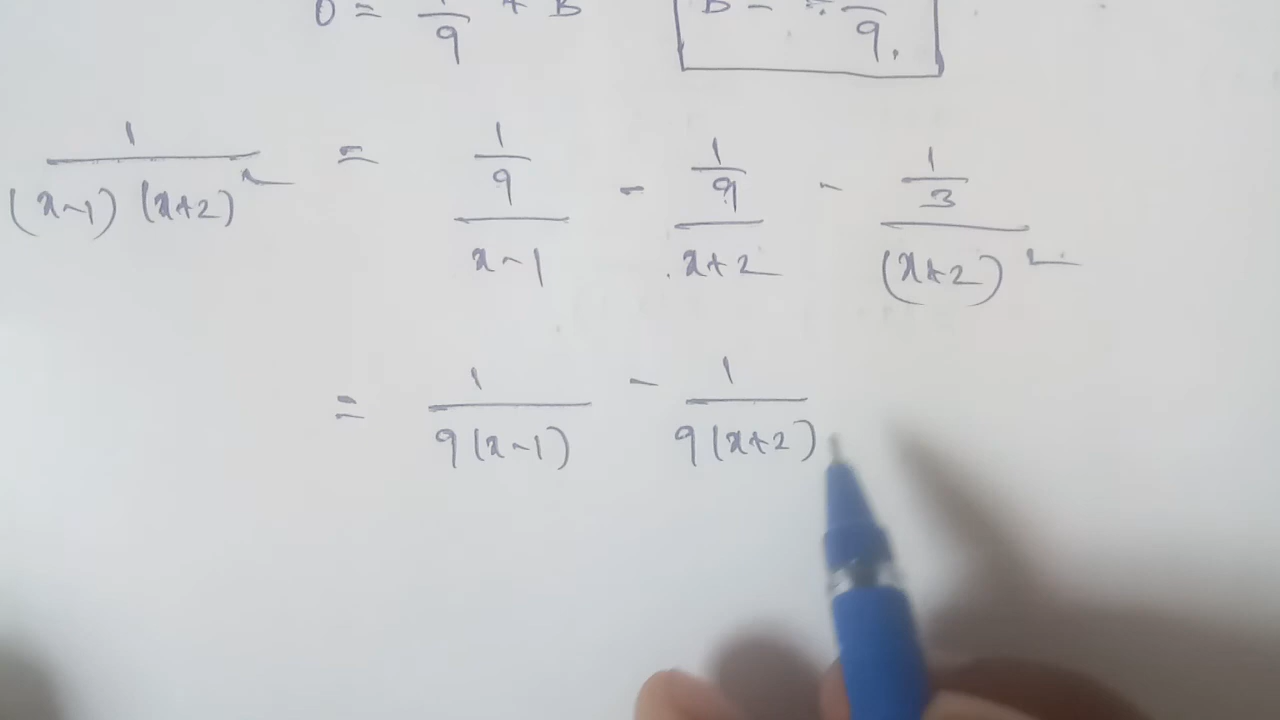 0 = 1/9 + B    B = - 1/9.
1/((x-1)(x+2)²) = (1/9)/(x-1) - (1/9)/(x+2) - (1/3)/(x+2)²
= 1/(9(x-1)) - 1/(9(x+2))